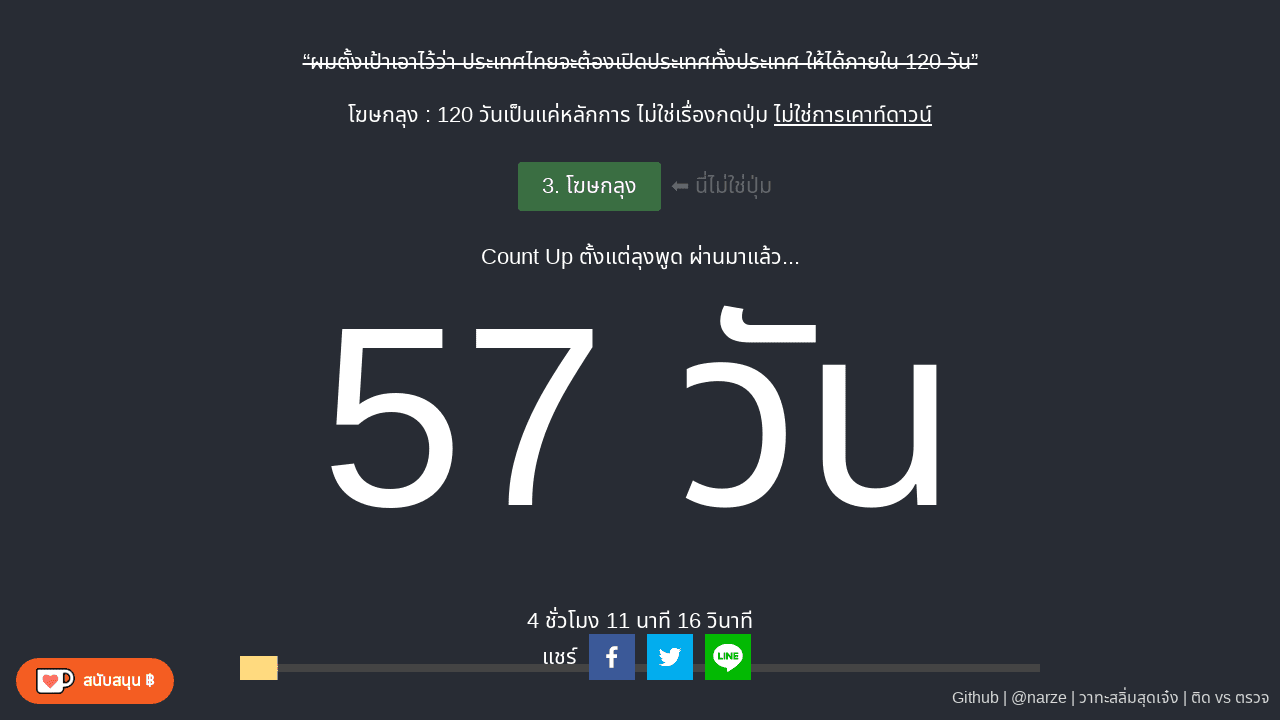 “ผมตั้งเป้าเอาไว้ว่า ประเทศไทยจะต้องเปิดประเทศทั้งประเทศ ให้ได้ภายใน 120 วัน”
โฆษกลุง : 120 วันเป็นแค่หลักการ ไม่ใช่เรื่องกดปุ่ม ไม่ใช่การเคาท์ดาวน์
3. โฆษกลุง ⬅ นี่ไม่ใช่ปุ่ม
Count Up ตั้งแต่ลุงพูด ผ่านมาแล้ว...
57 วัน
4 ชั่วโมง 11 นาที 16 วินาที
แชร์
LINE
สนับสนุน ฿
Github | @narze | วาทะสลิ่มสุดเจ๋ง | ติด vs ตรวจ